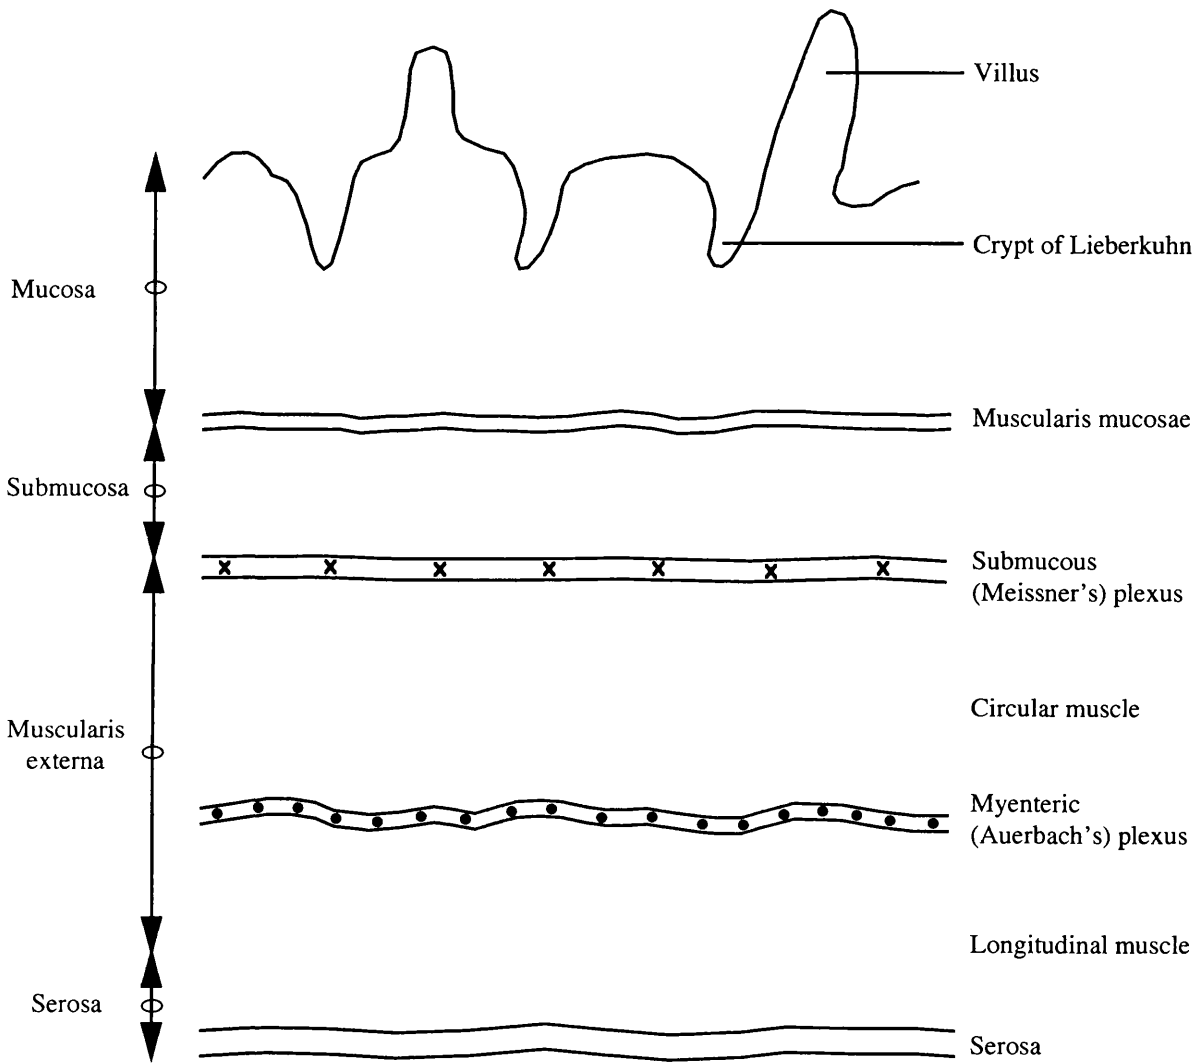 Villus
Crypt of Lieberkuhn
Mucosa
Muscularis mucosae
Submucosa
Submucous
(Meissner's) plexus
Circular muscle
Muscularis
externa
Myenteric
(Auerbach's) plexus
Longitudinal muscle
Serosa
Serosa